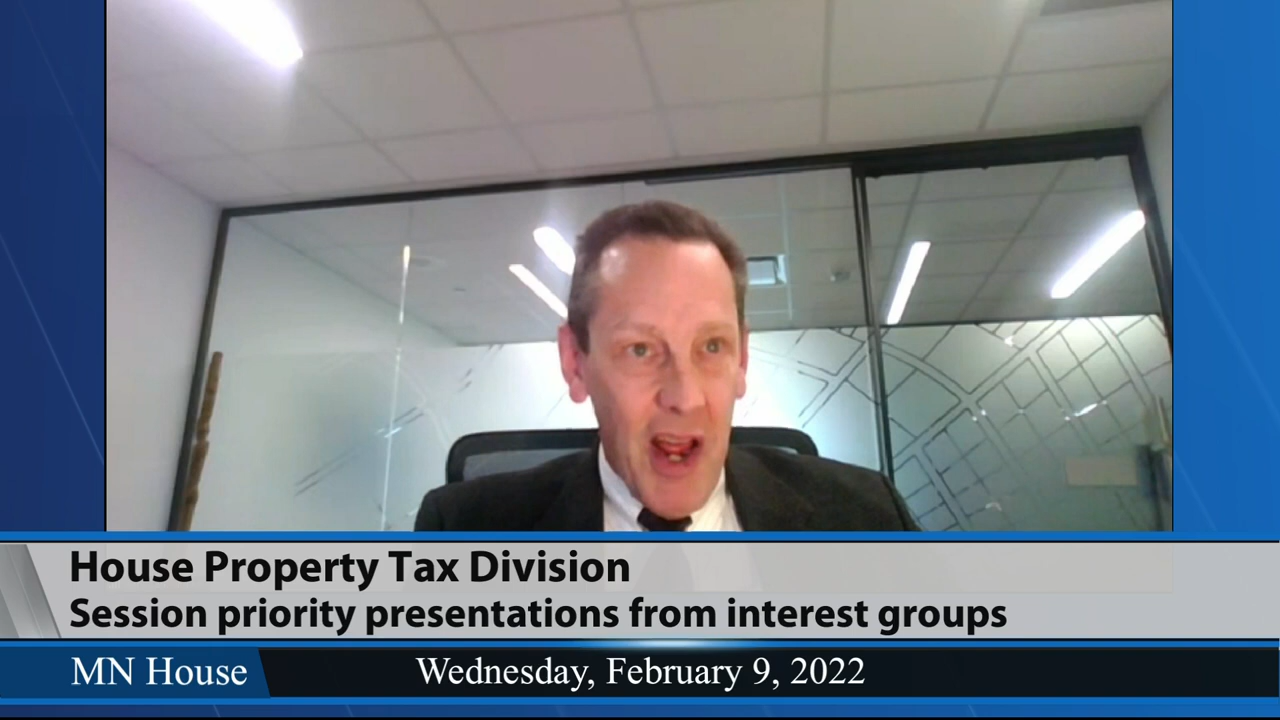 House Property Tax Division
Session priority presentations from interest groups
MN House
Wednesday, February 9, 2022